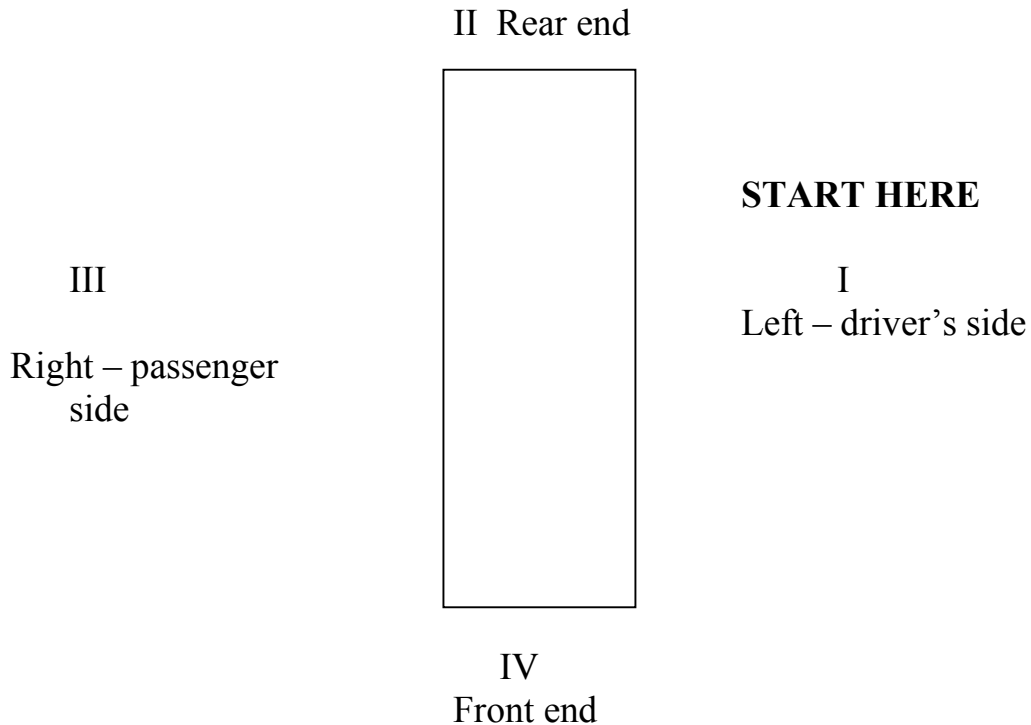 II  Rear end
START HERE
III
I
Left – driver’s side
Right – passenger
side
IV
Front end